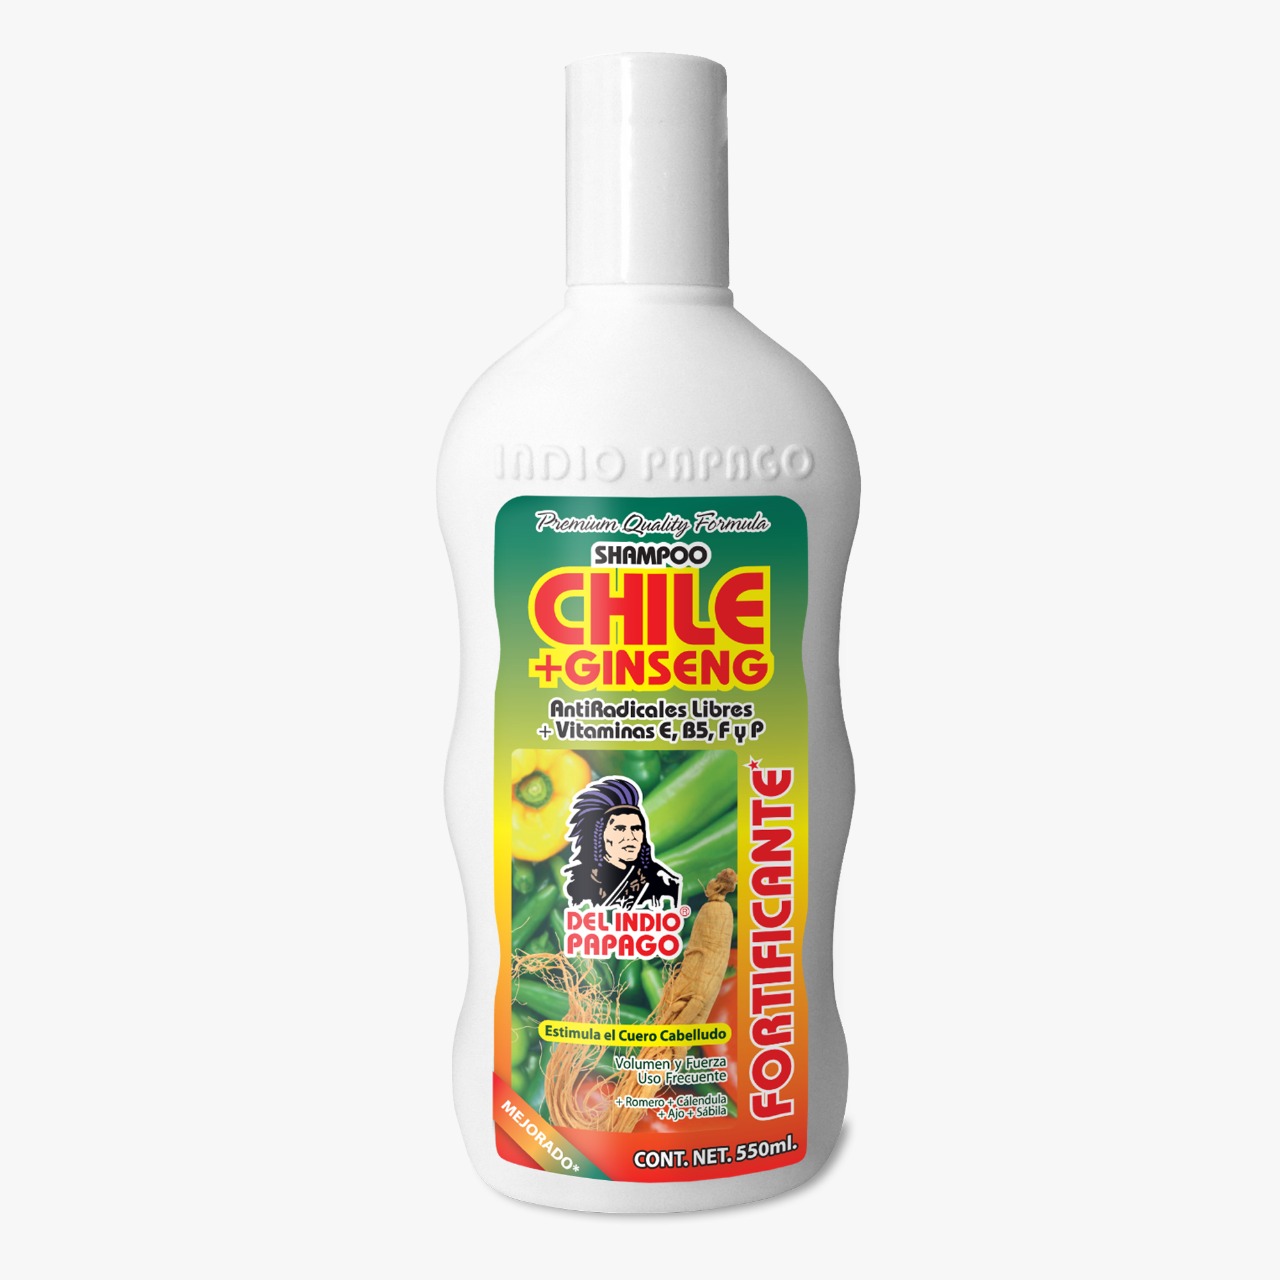 INDIO PAPAGO
Premium Quality Formula
SHAMPOO
CHILE
+GINSENG
AntiRadicales Libres
+ Vitaminas E, B5, F y P
FORTIFICANTE
DEL INDIO®
PAPAGO
Estimula el Cuero Cabelludo
Volumen y Fuerza
Uso Frecuente
+ Romero + Cálendula
+ Ajo + Sábila
MEJORADO*
CONT. NET. 550ml.